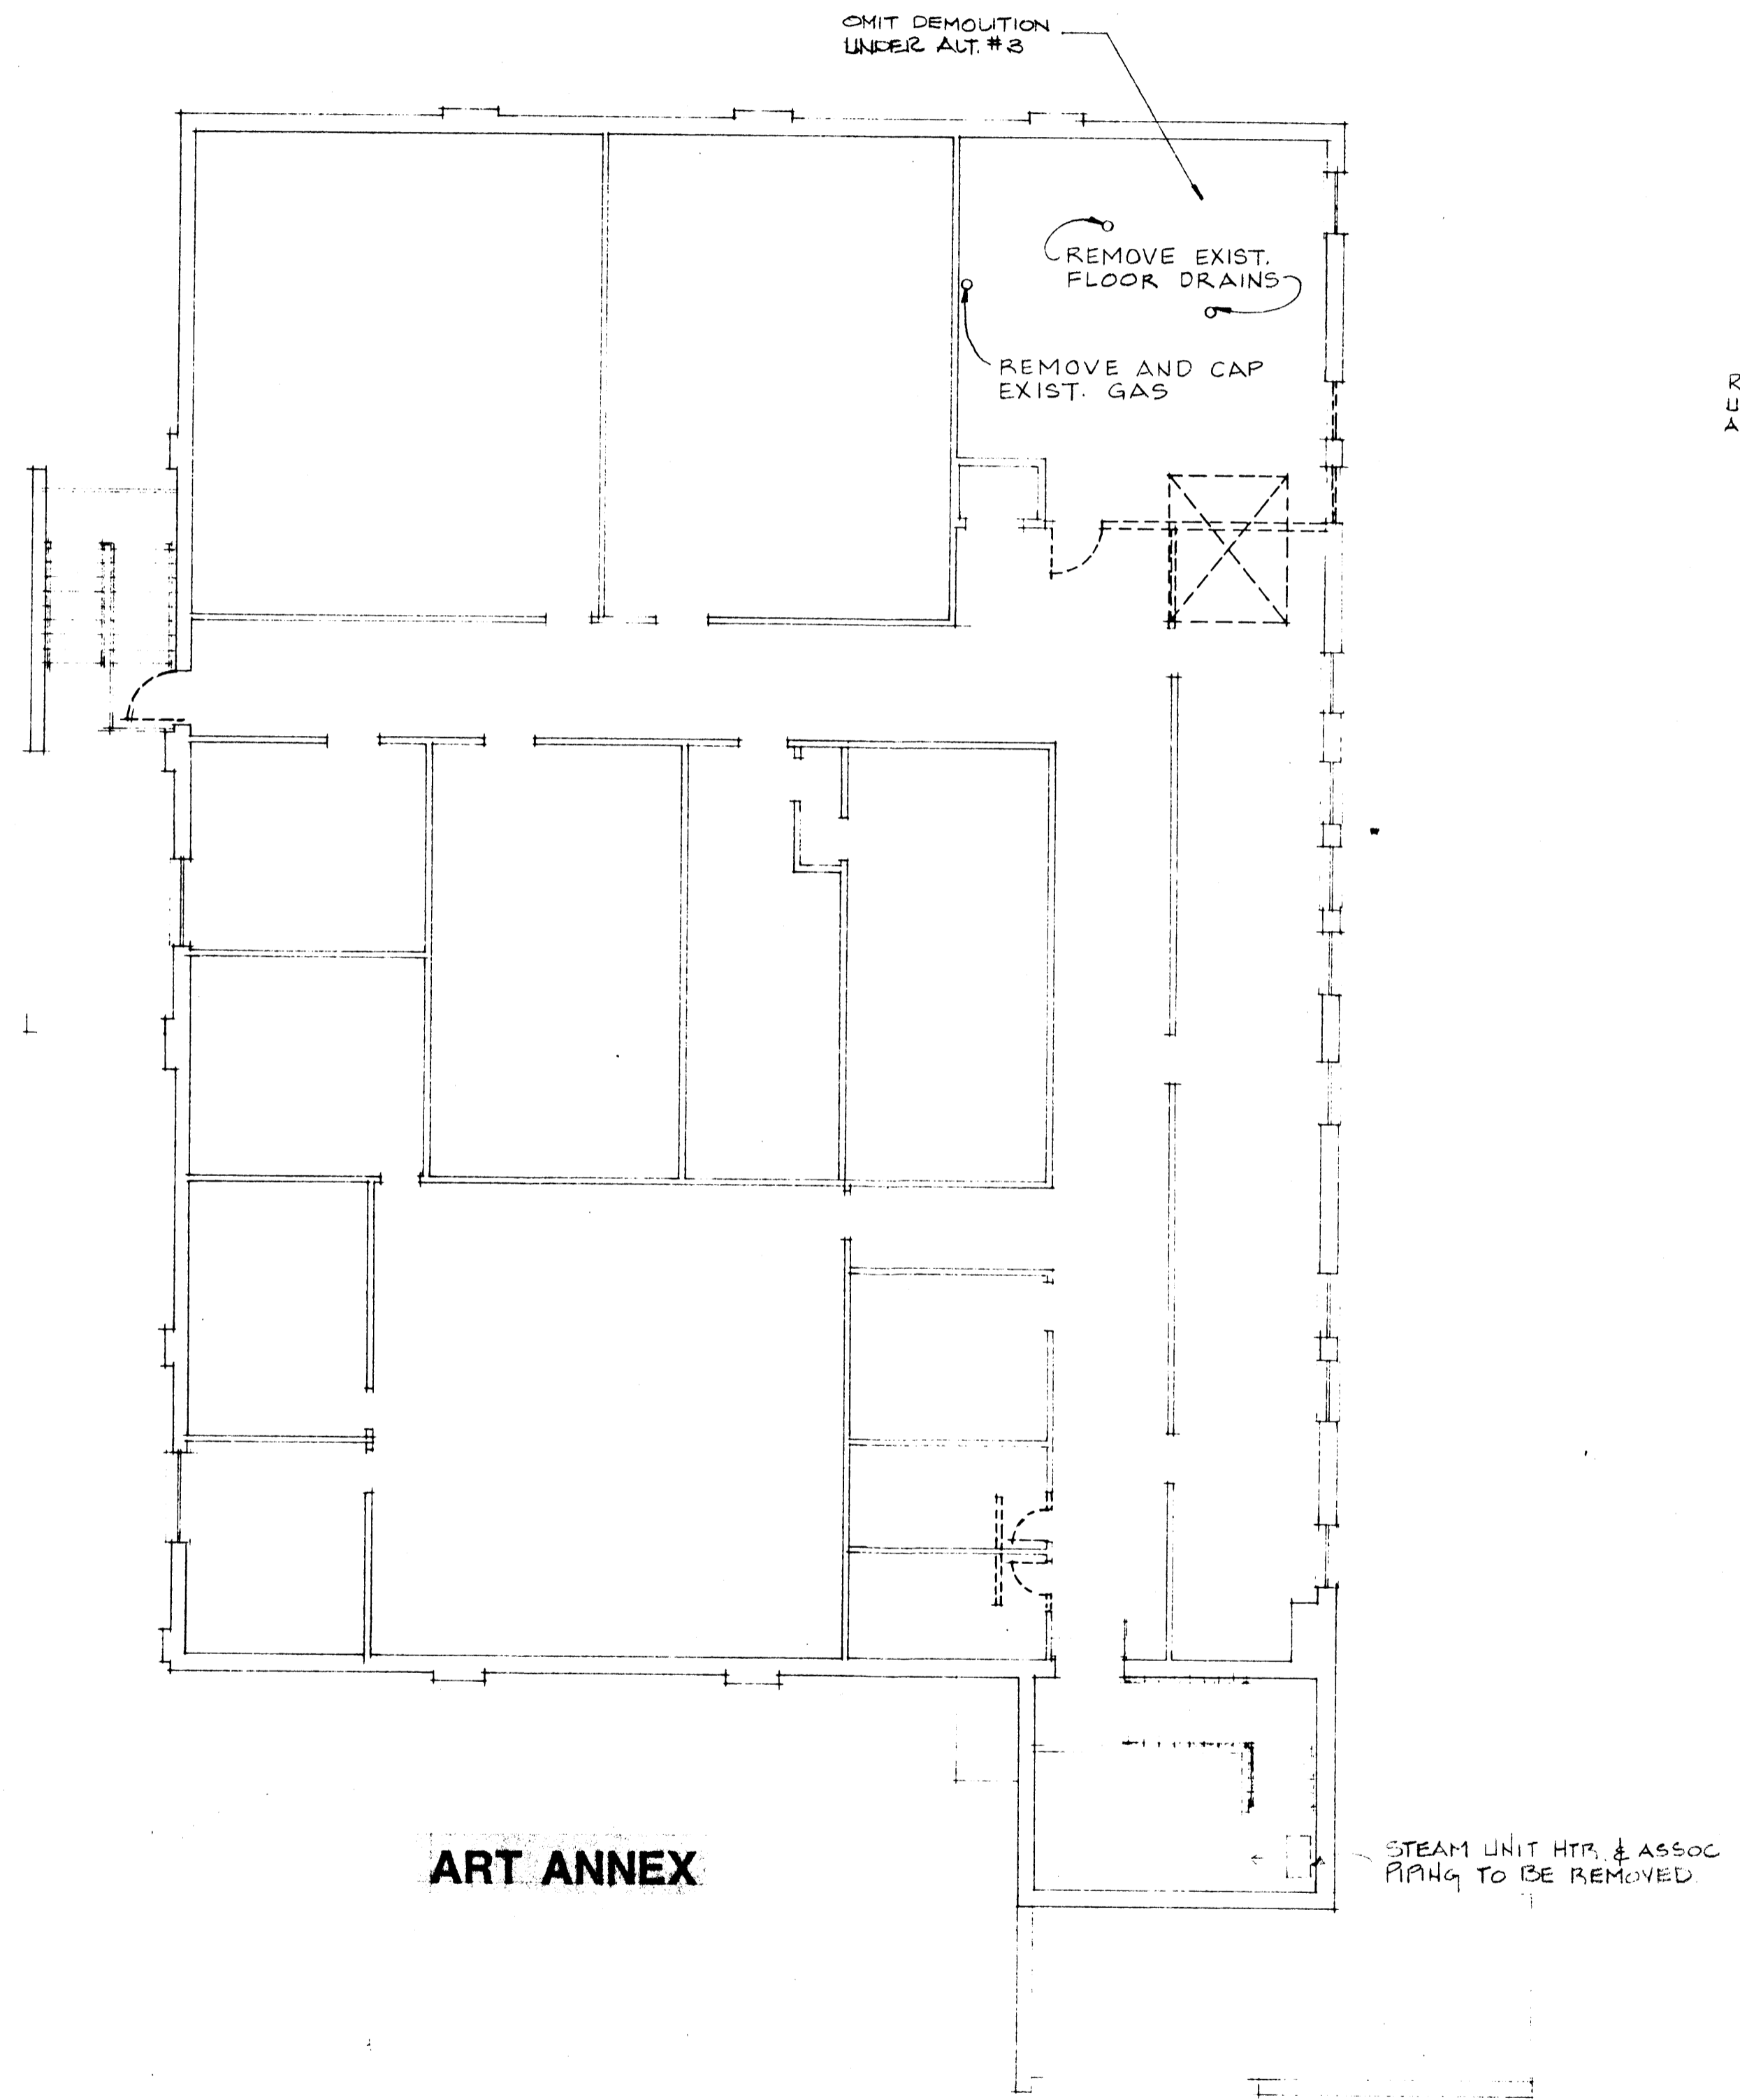 OMIT DEMOLITION
UNDER ALT. #3
REMOVE EXIST.
FLOOR DRAINS
REMOVE AND CAP
EXIST. GAS
R
U
A
ART ANNEX
STEAM UNIT HTR. & ASSOC
PIPING TO BE REMOVED.